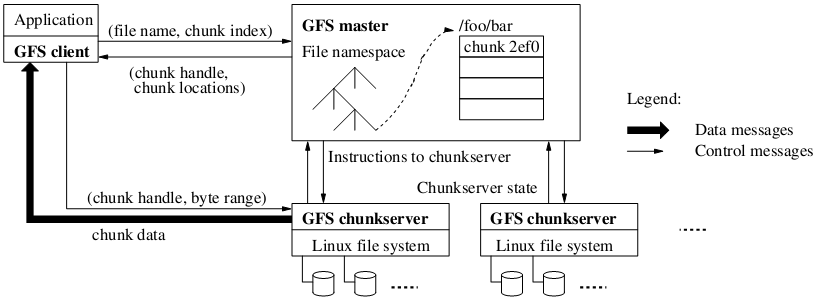 Application
GFS client
(file name, chunk index)
(chunk handle,
chunk locations)
GFS master
File namespace
/foo/bar
chunk 2ef0
Legend:
Data messages
Control messages
Instructions to chunkserver
Chunkserver state
(chunk handle, byte range)
chunk data
GFS chunkserver
Linux file system
GFS chunkserver
Linux file system